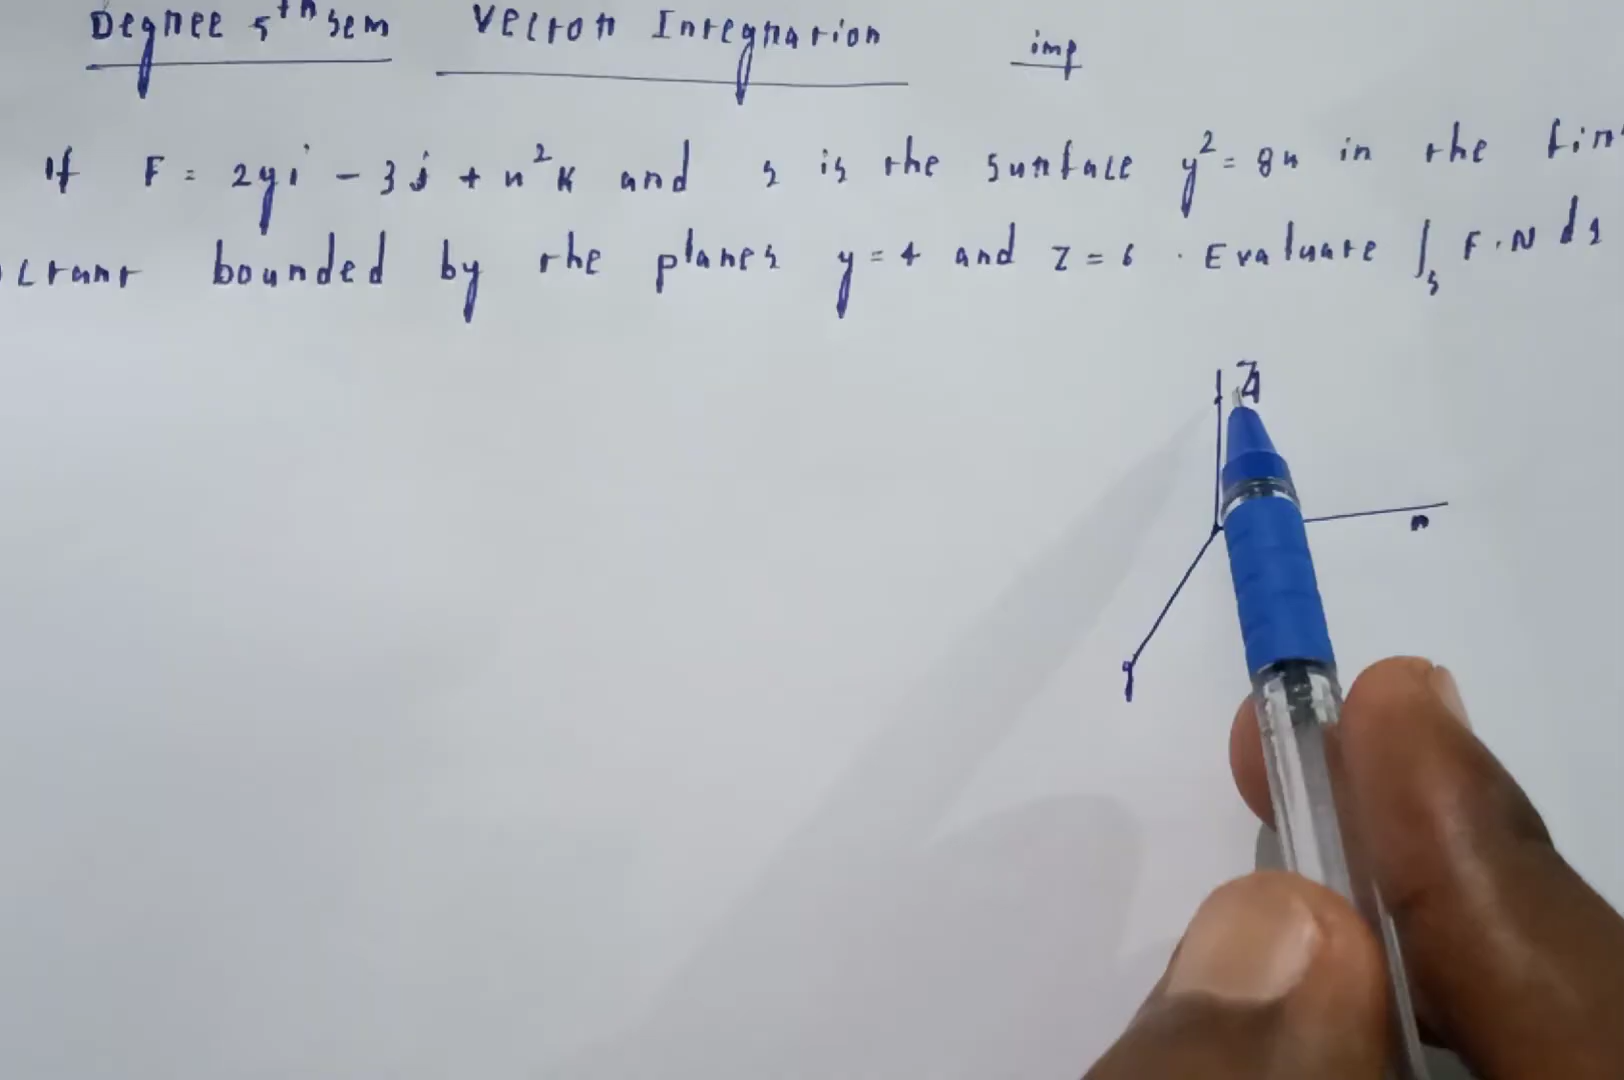 Degree 5th sem Vector Integration imp
If F = 2yi - 3j + x²k and s is the surface y² = 8x in the
bounded by the planes y = 4 and z = 6 . Evaluate ∫s F.N ds
z
x
y